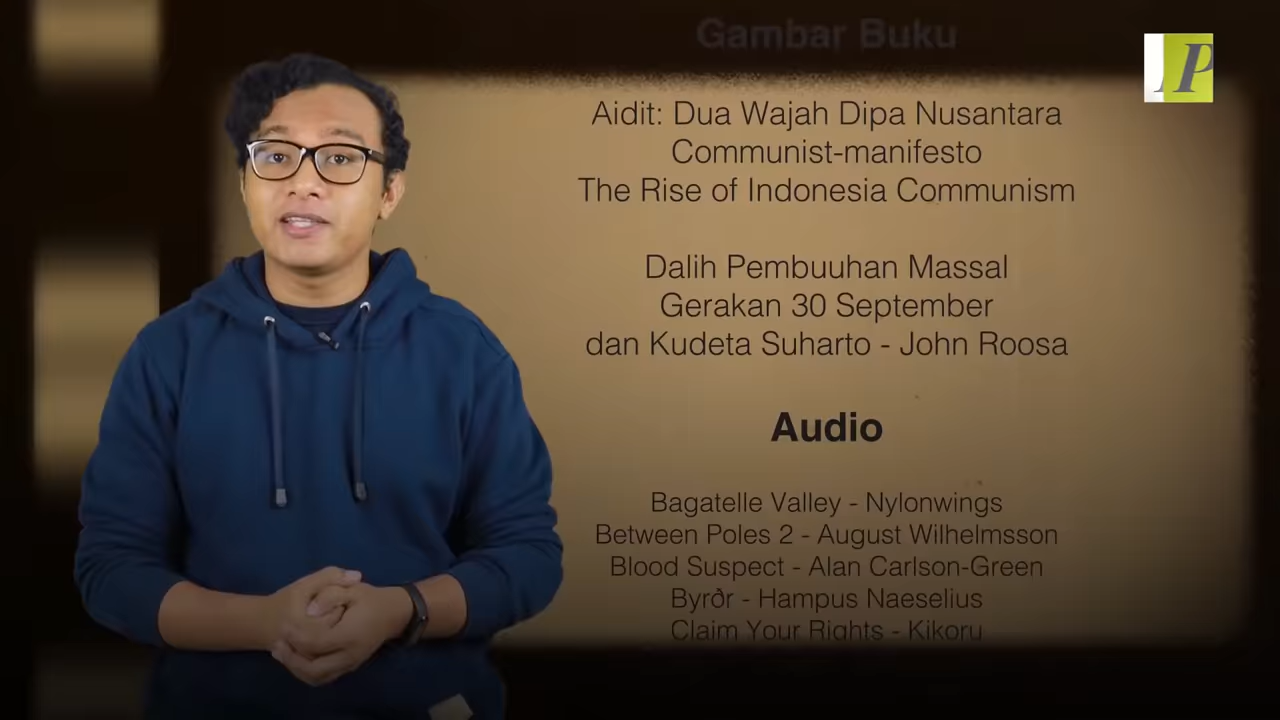 Gambar Buku
P
Aidit: Dua Wajah Dipa Nusantara
Communist-manifesto
The Rise of Indonesia Communism
Dalih Pembuuhan Massal
Gerakan 30 September
dan Kudeta Suharto - John Roosa
Audio
Bagatelle Valley - Nylonwings
Between Poles 2 - August Wilhelmsson
Blood Suspect - Alan Carlson-Green
Byrðr - Hampus Naeselius
Claim Your Rights - Kikoru